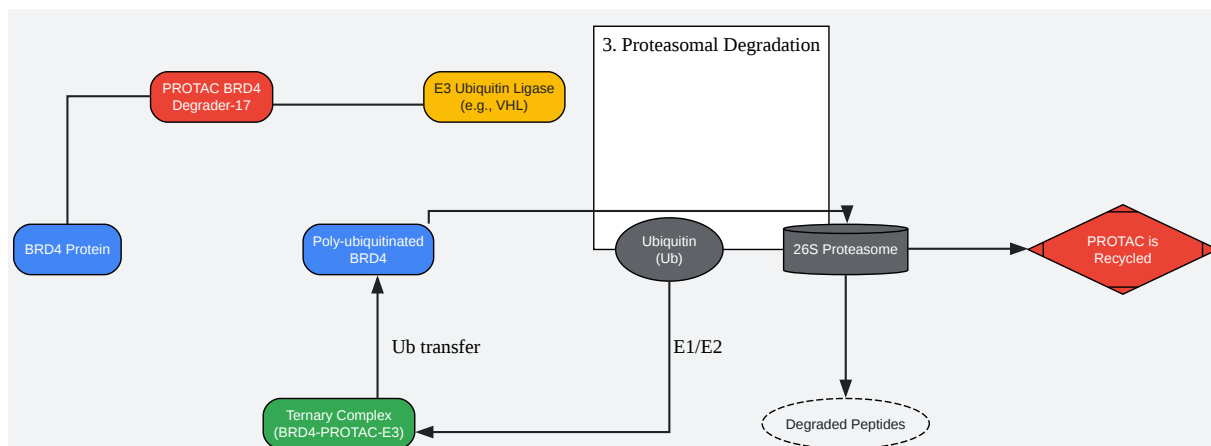 3. Proteasomal Degradation
PROTAC BRD4
Degrader-17
E3 Ubiquitin Ligase
(e.g., VHL)
BRD4 Protein
Poly-ubiquitinated
BRD4
Ubiquitin
(Ub)
26S Proteasome
PROTAC is
Recycled
Ub transfer
E1/E2
Ternary Complex
(BRD4-PROTAC-E3)
Degraded Peptides